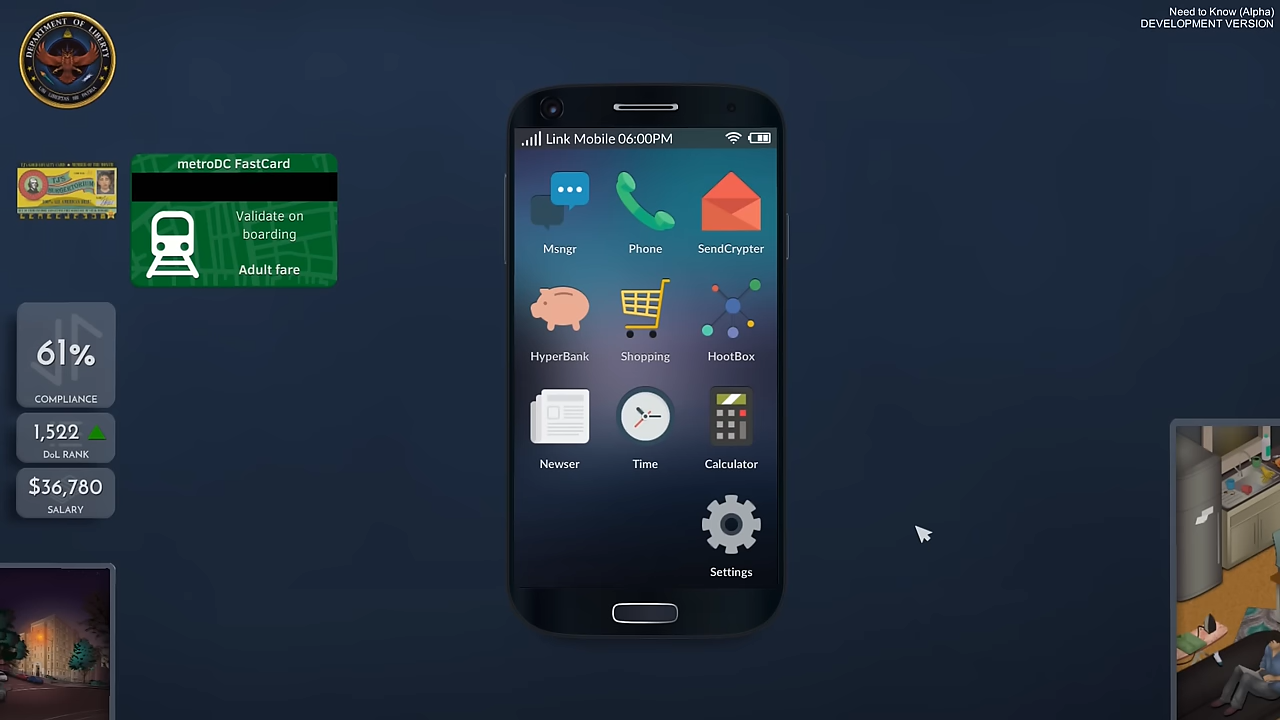 Need to Know (Alpha)
DEVELOPMENT VERSION
DEPARTMENT OF LIBERTY
metroDC FastCard
Validate on
boarding
Adult fare
61%
COMPLIANCE
1,522
DoL RANK
$36,780
SALARY
Link Mobile 06:00PM
Msngr
Phone
SendCrypter
HyperBank
Shopping
HootBox
Newser
Time
Calculator
Settings